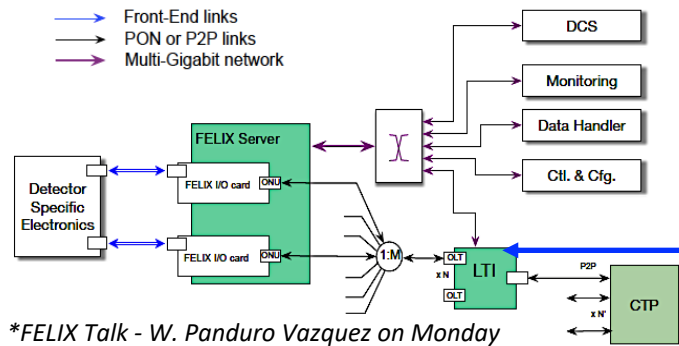 Front-End links
PON or P2P links
Multi-Gigabit network
DCS
Monitoring
Data Handler
Ctl. & Cfg.
FELIX Server
FELIX I/O card
ONU
Detector
Specific
Electronics
FELIX I/O card
ONU
1:M
x N
OLT
LTI
OLT
P2P
x N'
CTP
*FELIX Talk - W. Panduro Vazquez on Monday